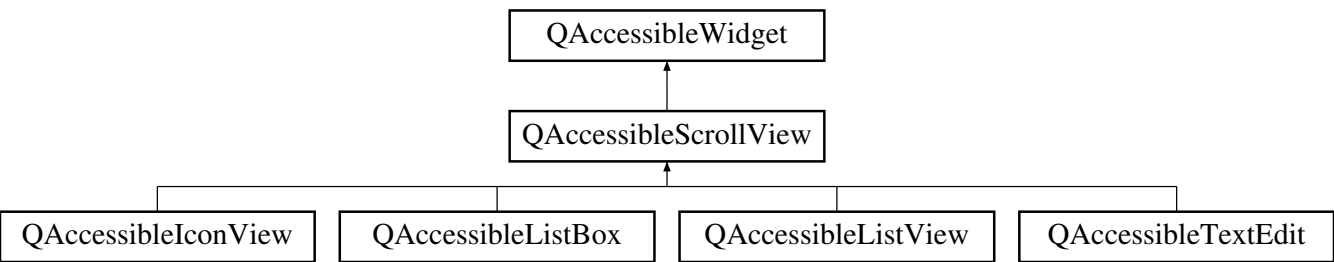 QAccessibleWidget
QAccessibleScrollView
QAccessibleIconView QAccessibleListBox QAccessibleListView QAccessibleTextEdit